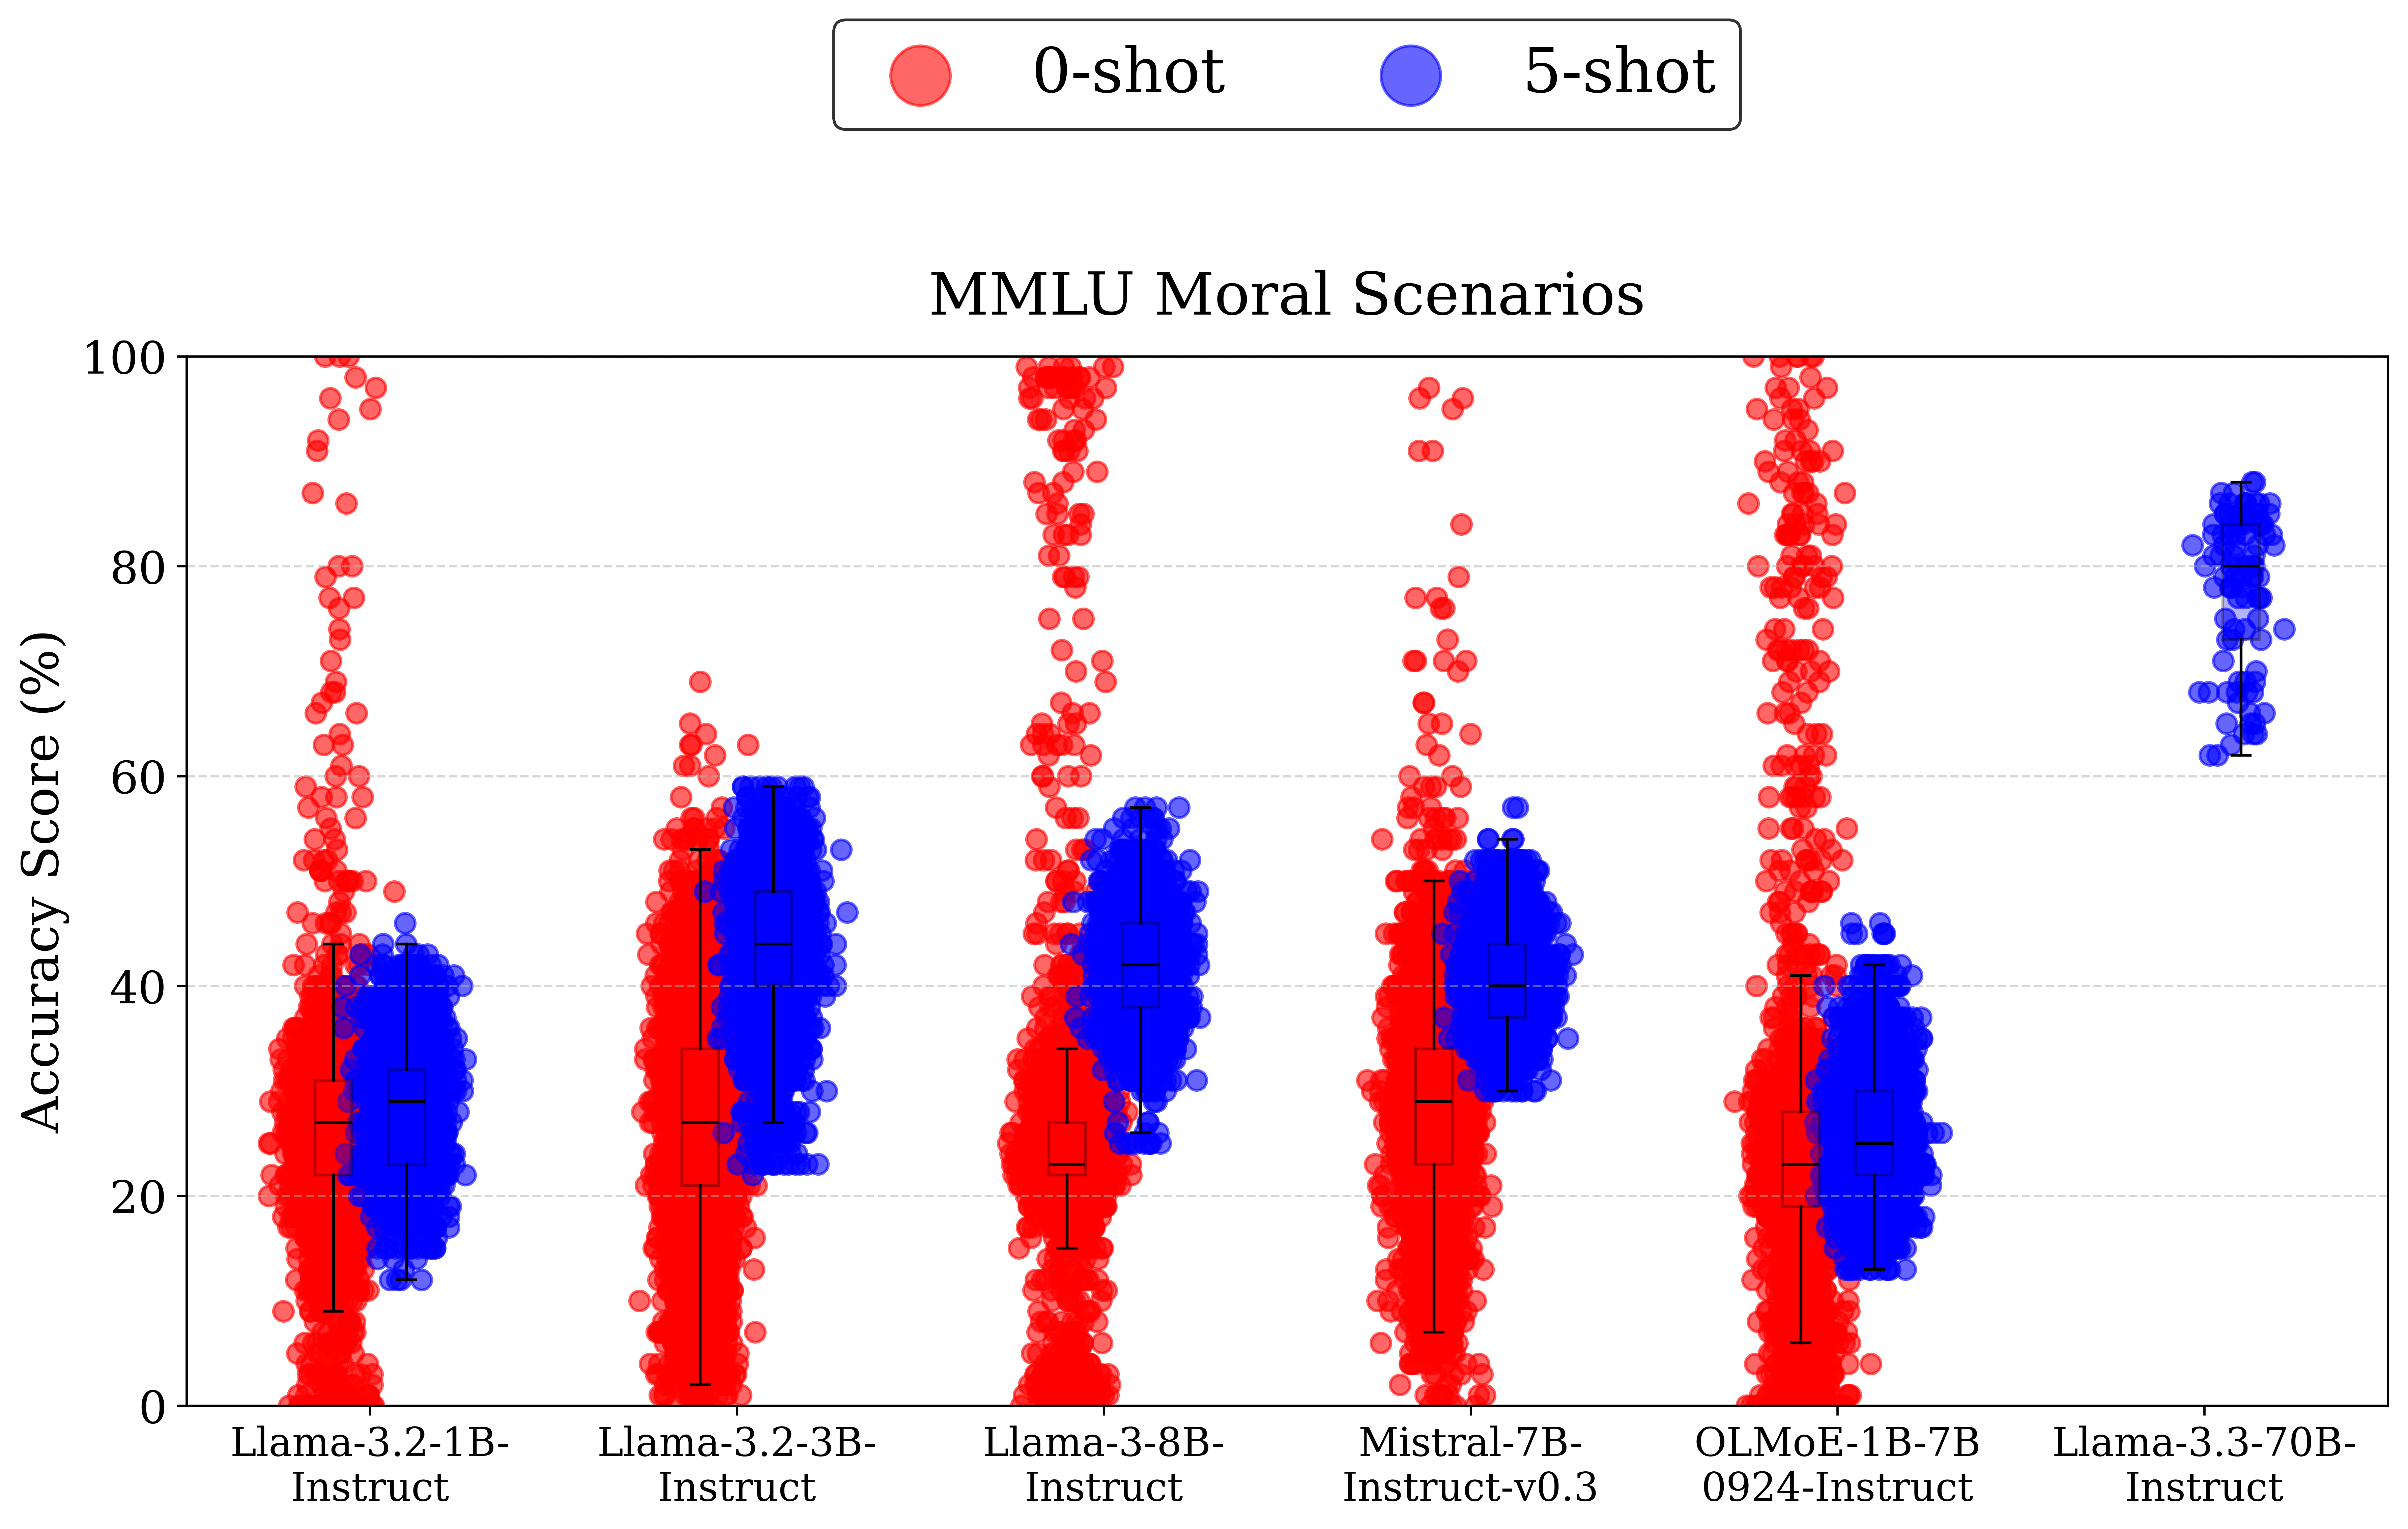 0-shot 5-shot
MMLU Moral Scenarios
Accuracy Score (%)
100
80
60
40
20
0
Llama-3.2-1B-
Instruct
Llama-3.2-3B-
Instruct
Llama-3-8B-
Instruct
Mistral-7B-
Instruct-v0.3
OLMoE-1B-7B
0924-Instruct
Llama-3.3-70B-
Instruct